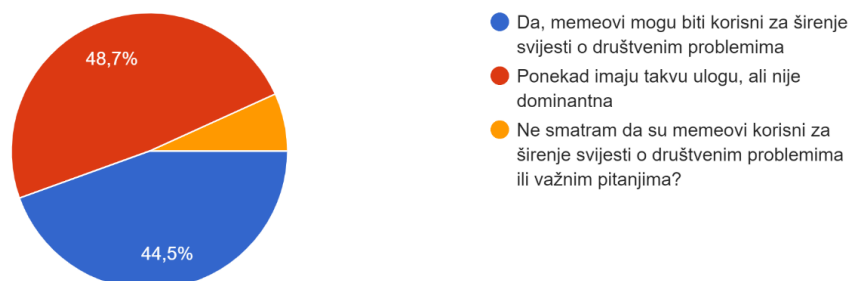 48,7%
44,5%
Da, memeovi mogu biti korisni za širenje
svijesti o društvenim problemima
Ponekad imaju takvu ulogu, ali nije
dominantna
Ne smatram da su memeovi korisni za
širenje svijesti o društvenim problemima
ili važnim pitanjima?